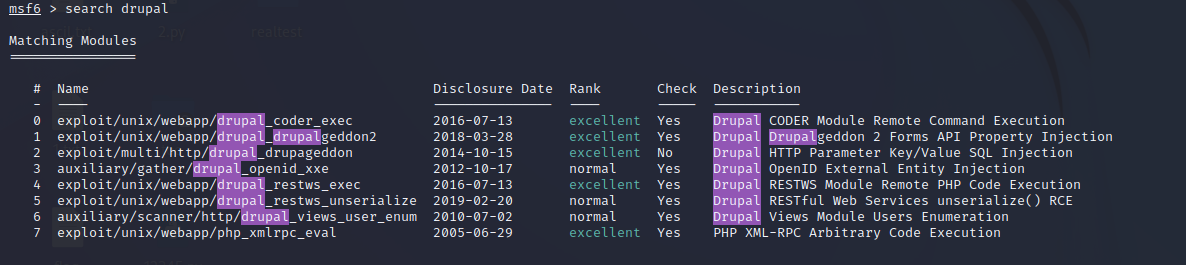 msf6 > search drupal
Matching Modules
================
# Name Disclosure Date Rank Check Description
- ---- --------------- ---- ----- -----------
0 exploit/unix/webapp/drupal_coder_exec 2016-07-13 excellent Yes Drupal CODER Module Remote Command Execution
1 exploit/unix/webapp/drupal_drupalgeddon2 2018-03-28 excellent Yes Drupal Drupalgeddon 2 Forms API Property Injection
2 exploit/multi/http/drupal_drupageddon 2014-10-15 excellent No Drupal HTTP Parameter Key/Value SQL Injection
3 auxiliary/gather/drupal_openid_xxe 2012-10-17 normal Yes Drupal OpenID External Entity Injection
4 exploit/unix/webapp/drupal_restws_exec 2016-07-13 excellent Yes Drupal RESTWS Module Remote PHP Code Execution
5 exploit/unix/webapp/drupal_restws_unserialize 2019-02-20 normal Yes Drupal RESTful Web Services unserialize() RCE
6 auxiliary/scanner/http/drupal_views_user_enum 2010-07-02 normal Yes Drupal Views Module Users Enumeration
7 exploit/unix/webapp/php_xmlrpc_eval 2005-06-29 excellent Yes PHP XML-RPC Arbitrary Code Execution